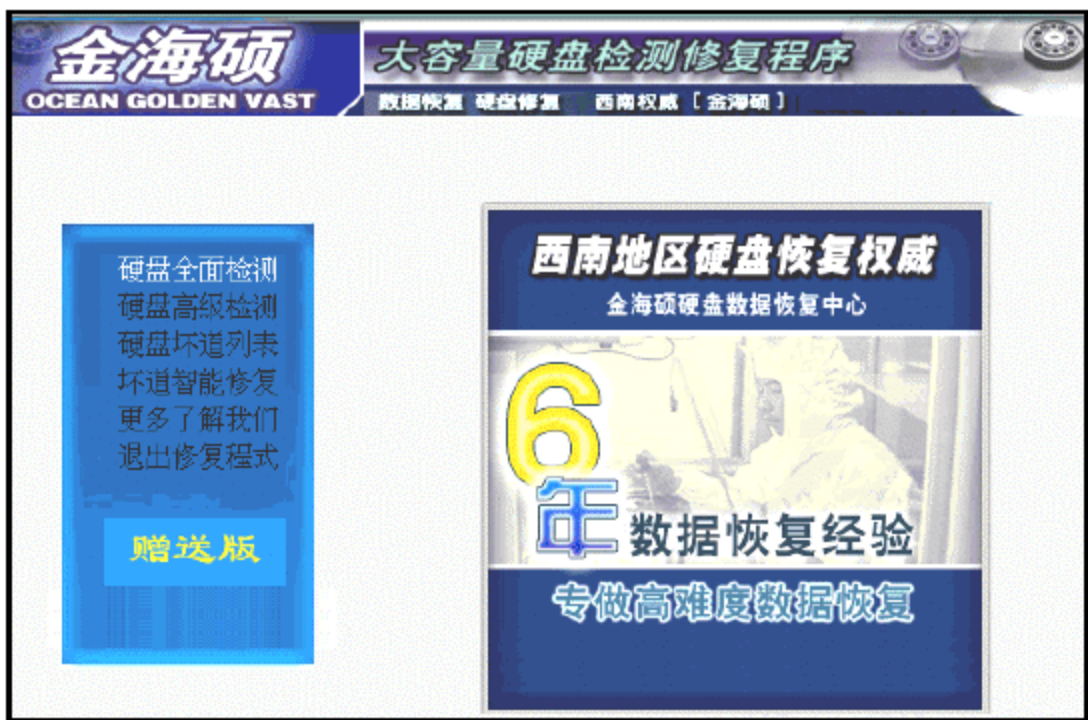 金海硕
OCEAN GOLDEN VAST
大容量硬盘检测修复程序
数据恢复 硬盘修复 西南权威 [ 金海硕 ]
硬盘全面检测
硬盘高级检测
硬盘坏道列表
坏道智能修复
更多了解我们
退出修复程式
赠送版
西南地区硬盘恢复权威
金海硕硬盘数据恢复中心
6
年
数据恢复经验
专做高难度数据恢复